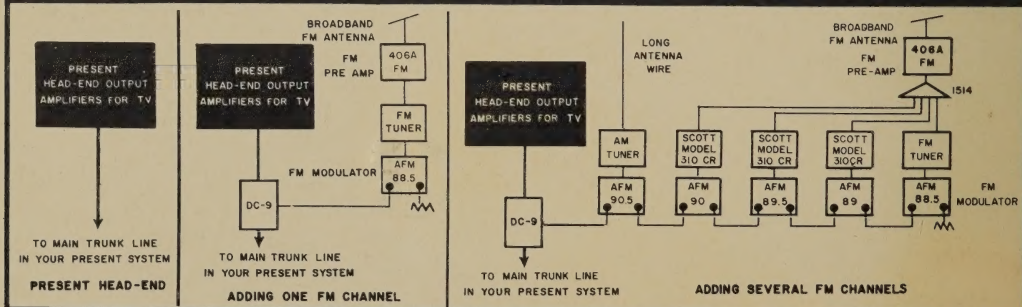 PRESENT
HEAD-END OUTPUT
AMPLIFIERS FOR TV
TO MAIN TRUNK LINE
IN YOUR PRESENT SYSTEM
PRESENT HEAD-END
BROADBAND
FM ANTENNA
FM
PRE AMP
406A
FM
PRESENT
HEAD-END OUTPUT
AMPLIFIERS FOR TV
FM
TUNER
FM MODULATOR
AFM
88.5
DC-9
TO MAIN TRUNK LINE
IN YOUR PRESENT SYSTEM
ADDING ONE FM CHANNEL
LONG
ANTENNA
WIRE
BROADBAND
FM ANTENNA
FM
PRE-AMP
406A
FM
1514
PRESENT
HEAD-END OUTPUT
AMPLIFIERS FOR TV
AM
TUNER
SCOTT
MODEL
310 CR
SCOTT
MODEL
310 CR
SCOTT
MODEL
310CR
FM
TUNER
AFM
90.5
AFM
90
AFM
89.5
AFM
89
AFM
88.5
FM
MODULATOR
DC-9
TO MAIN TRUNK LINE
IN YOUR PRESENT SYSTEM
ADDING SEVERAL FM CHANNELS